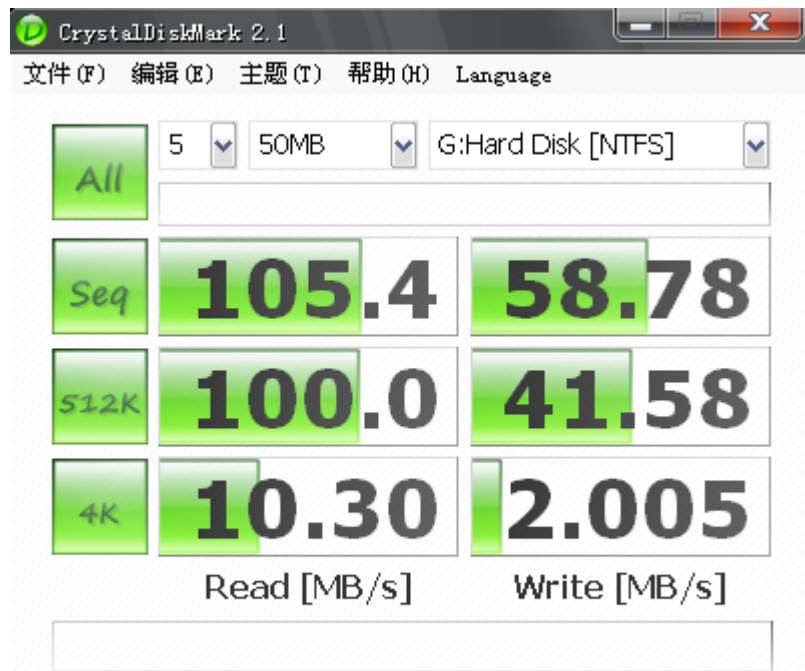 CrystalDiskMark 2.1
文件(F) 编辑(E) 主题(T) 帮助(H) Language
All 5 50MB G:Hard Disk [NTFS]
Seq 105.4 58.78
512K 100.0 41.58
4K 10.30 2.005
Read [MB/s] Write [MB/s]